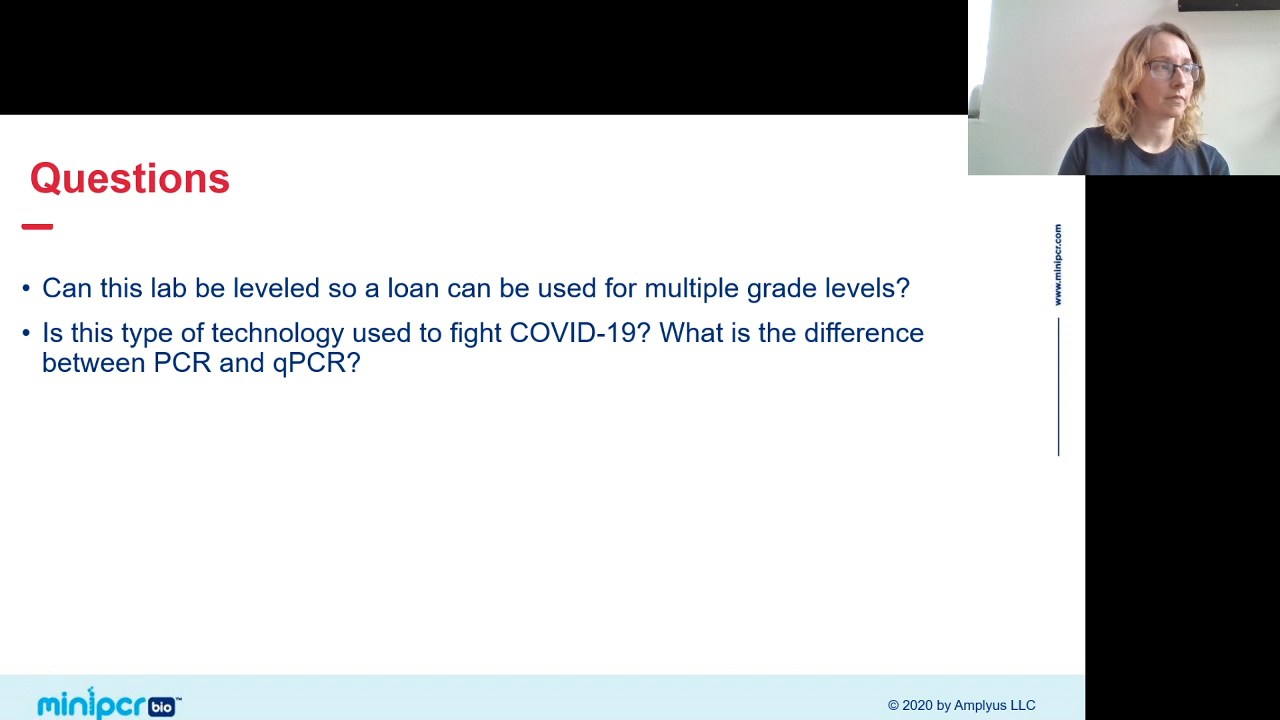 Questions
• Can this lab be leveled so a loan can be used for multiple grade levels?
• Is this type of technology used to fight COVID-19? What is the difference
between PCR and qPCR?
www.minipcr.com
minipcr bio™
© 2020 by Amplyus LLC